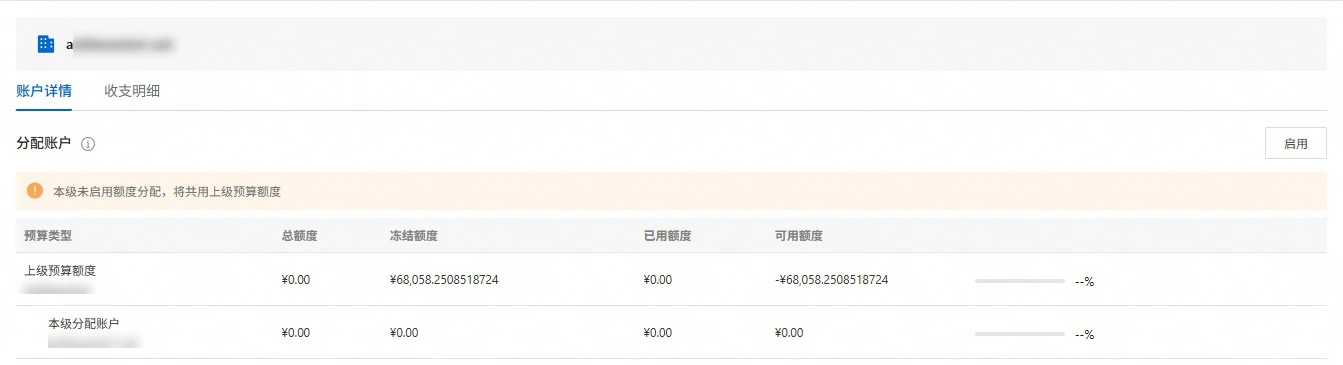 a
账户详情 收支明细
分配账户
启用
本级未启用额度分配，将共用上级预算额度
预算类型 总额度 冻结额度 已用额度 可用额度
上级预算额度
¥0.00 ¥68,058.2508518724 ¥0.00 -¥68,058.2508518724 --%
本级分配账户
¥0.00 ¥0.00 ¥0.00 ¥0.00 --%